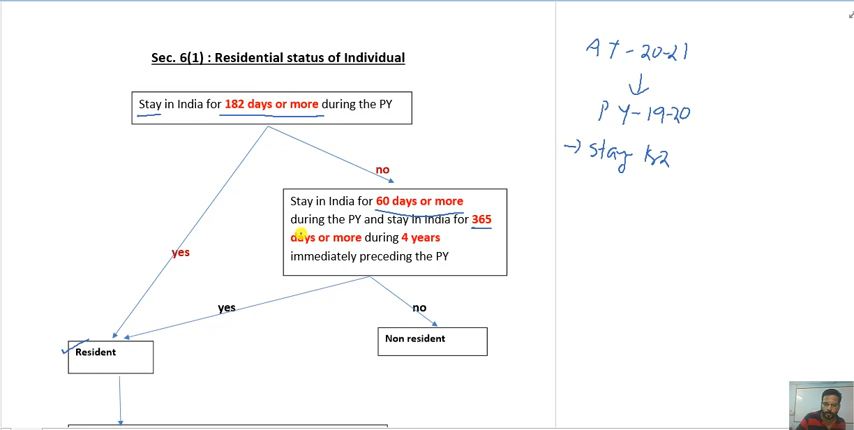 Sec. 6(1) : Residential status of Individual
Stay in India for 182 days or more during the PY
no
Stay in India for 60 days or more
during the PY and stay in India for 365
days or more during 4 years
immediately preceding the PY
yes
yes
no
Resident
Non resident
AY - 20-21
↓
PY - 19-20
→ Stay